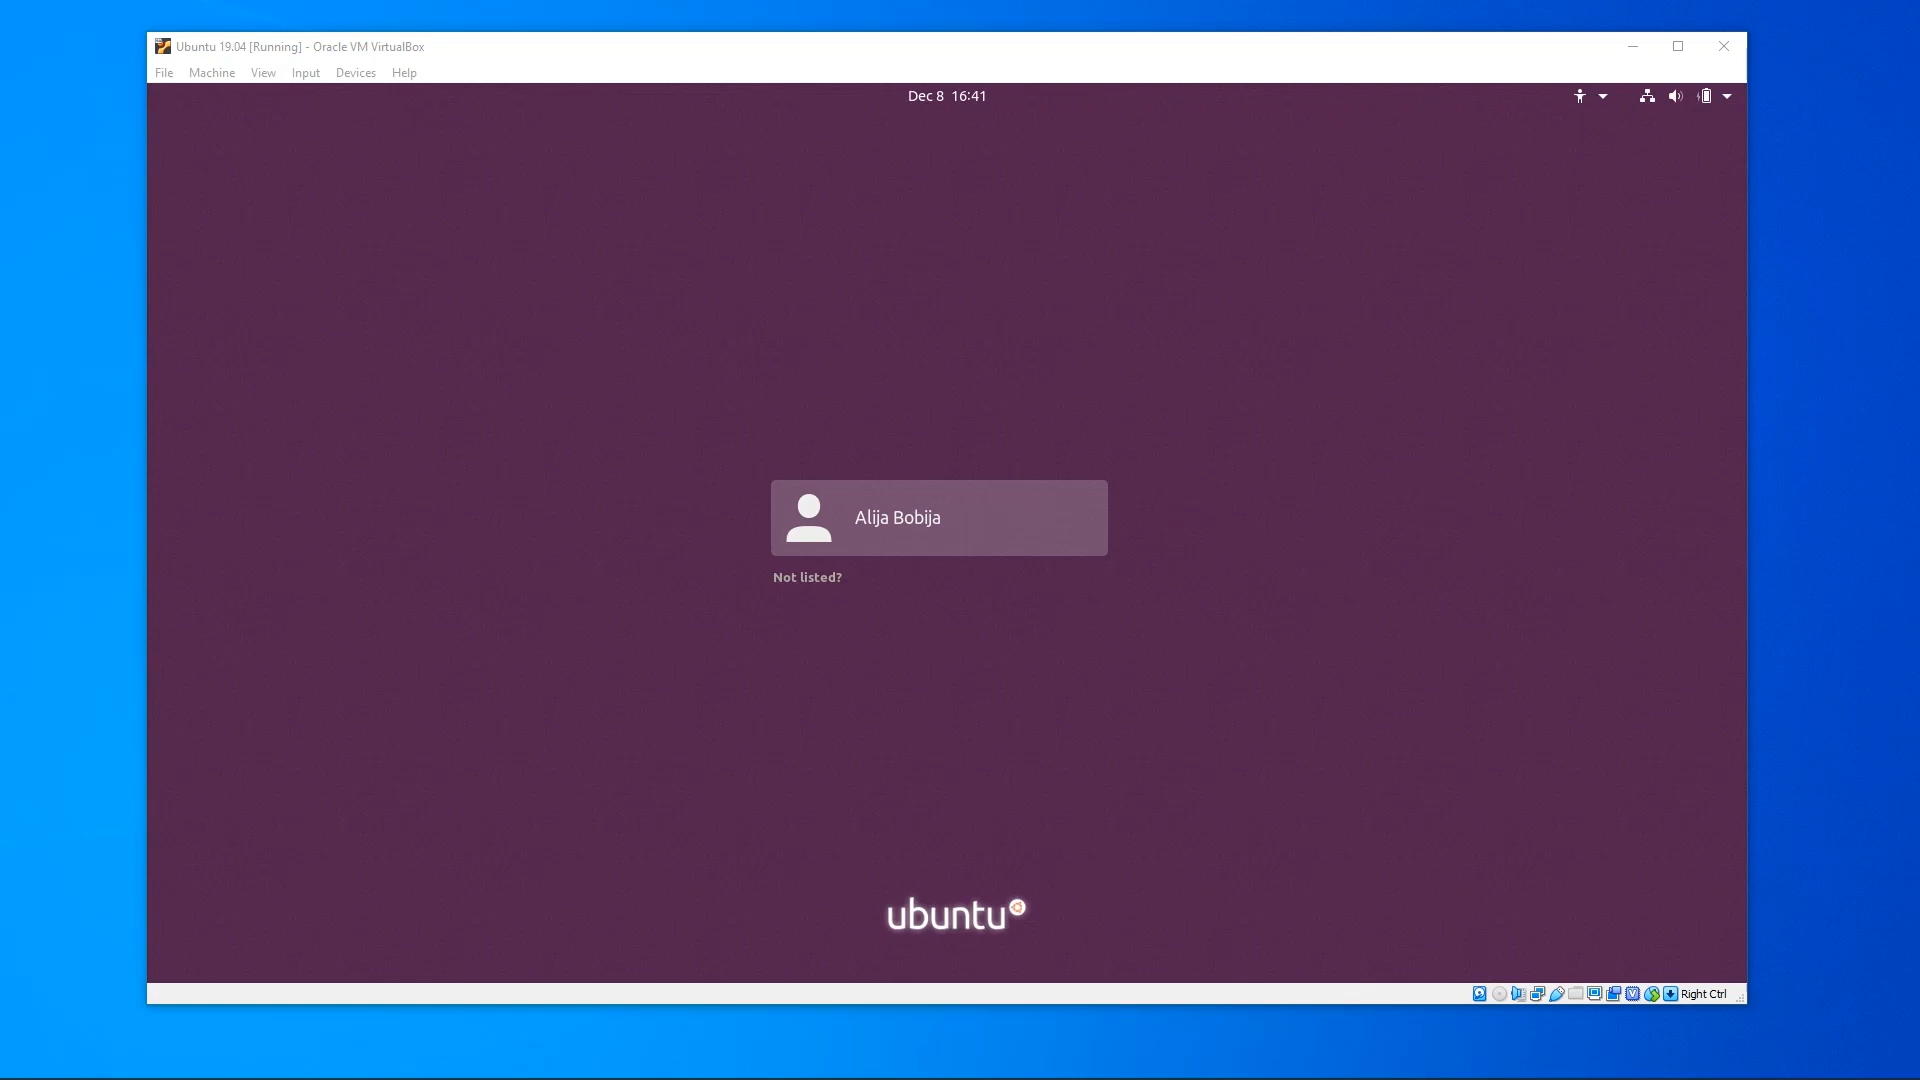 Ubuntu 19.04 [Running] - Oracle VM VirtualBox
File Machine View Input Devices Help
Dec 8 16:41
Alija Bobija
Not listed?
ubuntu
Right Ctrl